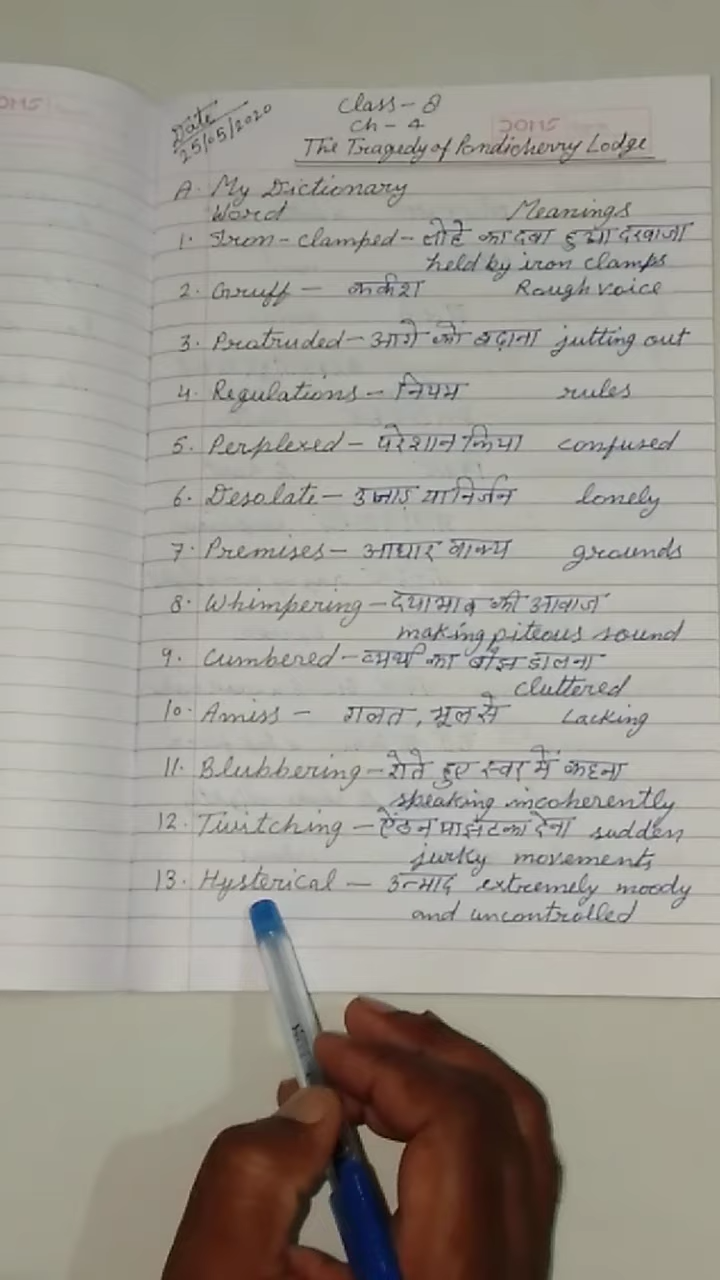 Date
25/05/2020
Class - 8
Ch - 4
The Tragedy of Pondicherry Lodge
A. My Dictionary
Word Meanings
1. Iron-clamped - लोहे का दबा हुआ दरवाजा
held by iron clamps
2. Gruff - कर्कश Rough voice
3. Protruded - आगे को बढ़ाना jutting out
4. Regulations - नियम rules
5. Perplexed - परेशान किया confused
6. Desolate - उजाड़ या निर्जन lonely
7. Premises - आधार वाक्य grounds
8. Whimpering - दयाभाव की आवाज
making piteous sound
9. Cumbered - व्यर्थ का बोझ डालना
cluttered
10. Amiss - गलत, भूल से Lacking
11. Blubbering - रोते हुए स्वर में कहना
speaking incoherently
12. Twitching - ऐंठन या झटका देना sudden
jurky movements
13. Hysterical - उन्माद extremely moody
and uncontrolled